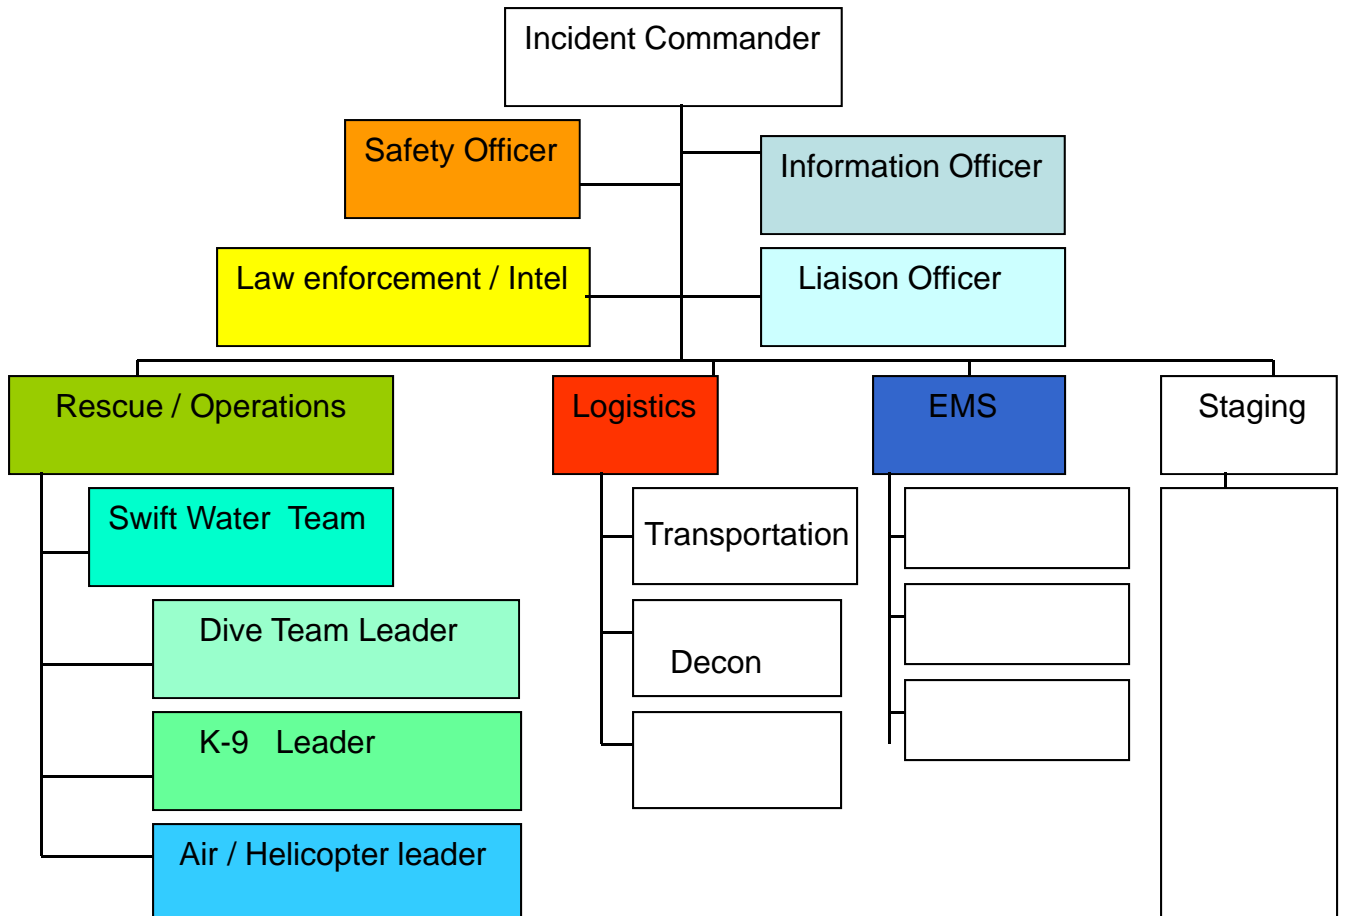 Incident Commander
Safety Officer
Information Officer
Law enforcement / Intel
Liaison Officer
Rescue / Operations
Logistics
EMS
Staging
Swift Water  Team
Transportation
Dive Team Leader
Decon
K-9   Leader
Air / Helicopter leader